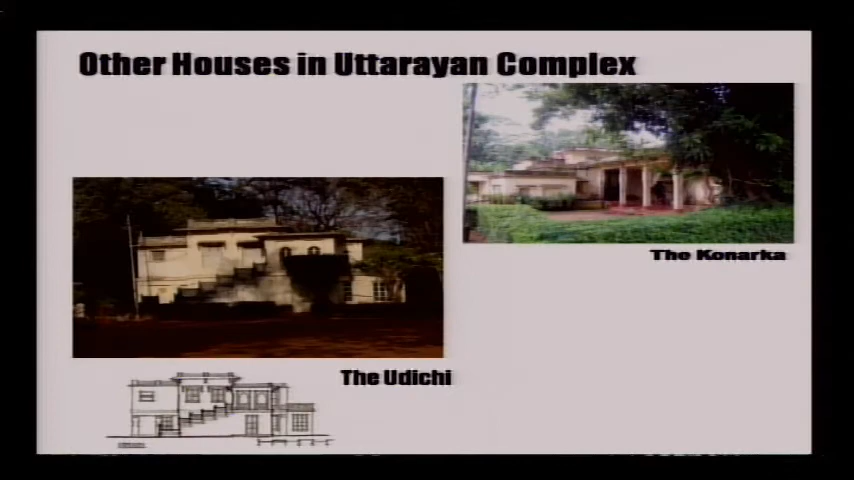 Other Houses in Uttarayan Complex
The Konarka
The Udichi